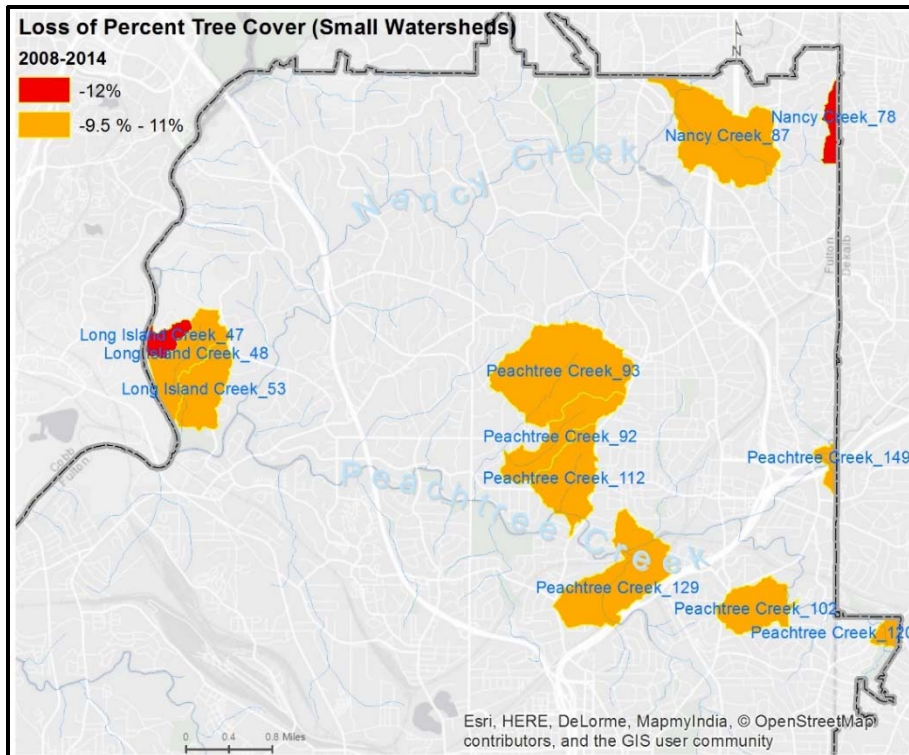 Loss of Percent Tree Cover (Small Watersheds)
2008-2014
-12%
-9.5 % - 11%
N
Nancy Creek_78
Nancy Creek_87
Nancy Creek
Fulton
Dekalb
Long Island Creek_47
Long Island Creek_48
Long Island Creek_53
Peachtree Creek_93
Peachtree Creek_92
Peachtree Creek_112
Peachtree Creek_149
Cobb
Fulton
Peachtree Creek
Peachtree Creek_129
Peachtree Creek_102
Peachtree Creek_120
0 0.4 0.8 Miles
Esri, HERE, DeLorme, MapmyIndia, © OpenStreetMap
contributors, and the GIS user community